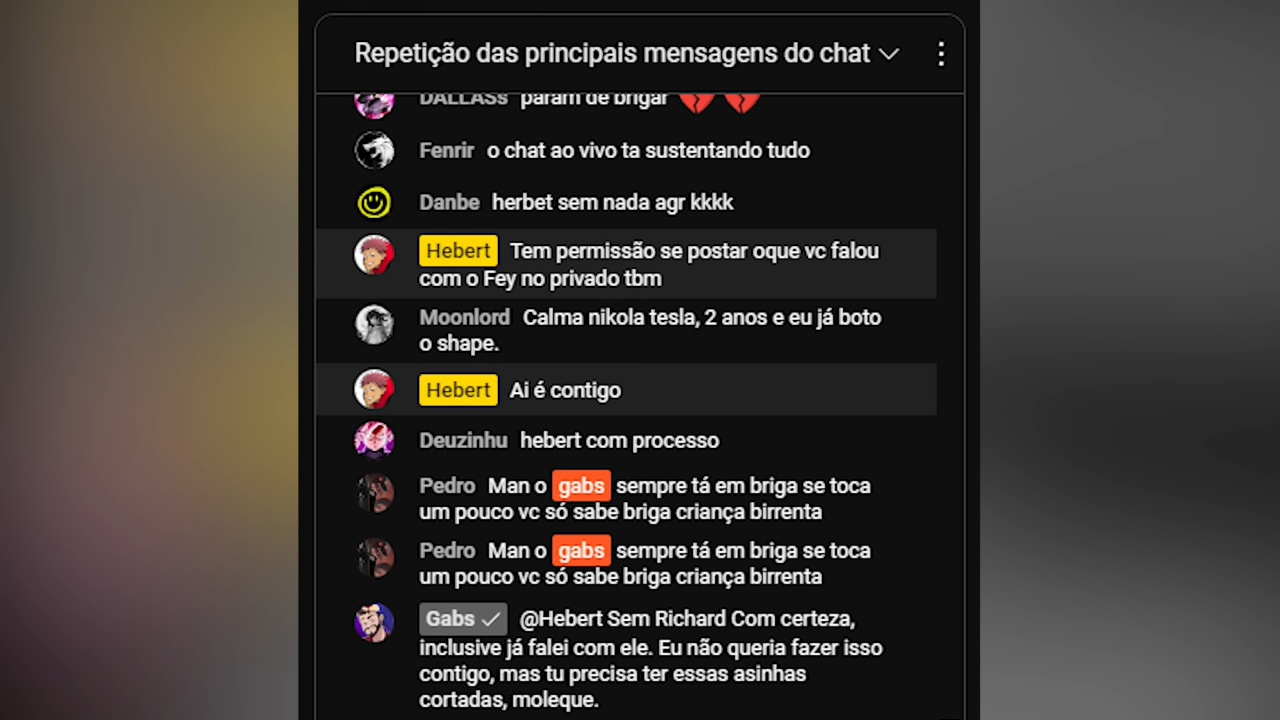 Repetição das principais mensagens do chat
DALLASs param de brigar
Fenrir o chat ao vivo ta sustentando tudo
Danbe herbet sem nada agr kkkk
Hebert Tem permissão se postar oque vc falou
com o Fey no privado tbm
Moonlord Calma nikola tesla, 2 anos e eu já boto
o shape.
Hebert Ai é contigo
Deuzinhu hebert com processo
Pedro Man o gabs sempre tá em briga se toca
um pouco vc só sabe briga criança birrenta
Pedro Man o gabs sempre tá em briga se toca
um pouco vc só sabe briga criança birrenta
Gabs @Hebert Sem Richard Com certeza,
inclusive já falei com ele. Eu não queria fazer isso
contigo, mas tu precisa ter essas asinhas
cortadas, moleque.